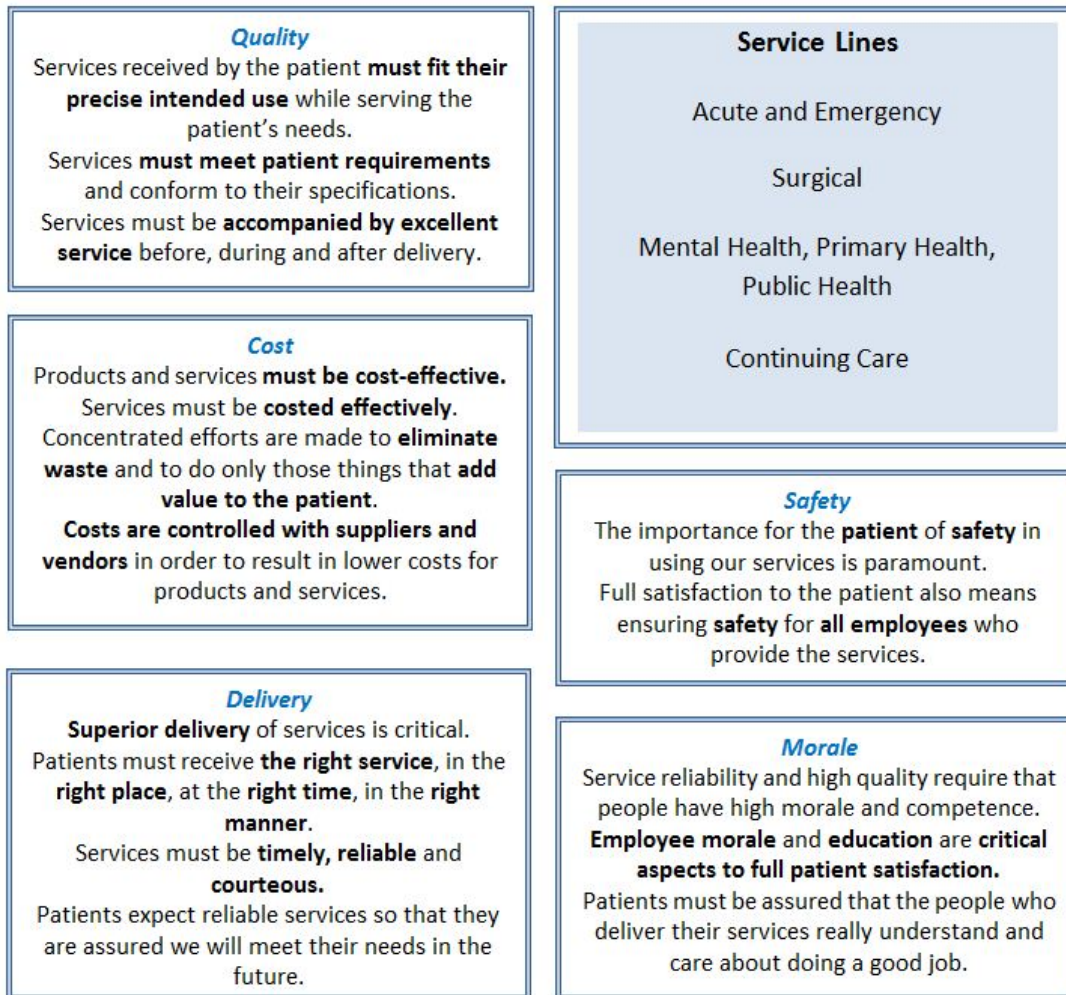 Quality
Services received by the patient must fit their
precise intended use while serving the
patient’s needs.
Services must meet patient requirements
and conform to their specifications.
Services must be accompanied by excellent
service before, during and after delivery.
Cost
Products and services must be cost-effective.
Services must be costed effectively.
Concentrated efforts are made to eliminate
waste and to do only those things that add
value to the patient.
Costs are controlled with suppliers and
vendors in order to result in lower costs for
products and services.
Delivery
Superior delivery of services is critical.
Patients must receive the right service, in the
right place, at the right time, in the right
manner.
Services must be timely, reliable and
courteous.
Patients expect reliable services so that they
are assured we will meet their needs in the
future.
Service Lines
Acute and Emergency
Surgical
Mental Health, Primary Health,
Public Health
Continuing Care
Safety
The importance for the patient of safety in
using our services is paramount.
Full satisfaction to the patient also means
ensuring safety for all employees who
provide the services.
Morale
Service reliability and high quality require that
people have high morale and competence.
Employee morale and education are critical
aspects to full patient satisfaction.
Patients must be assured that the people who
deliver their services really understand and
care about doing a good job.